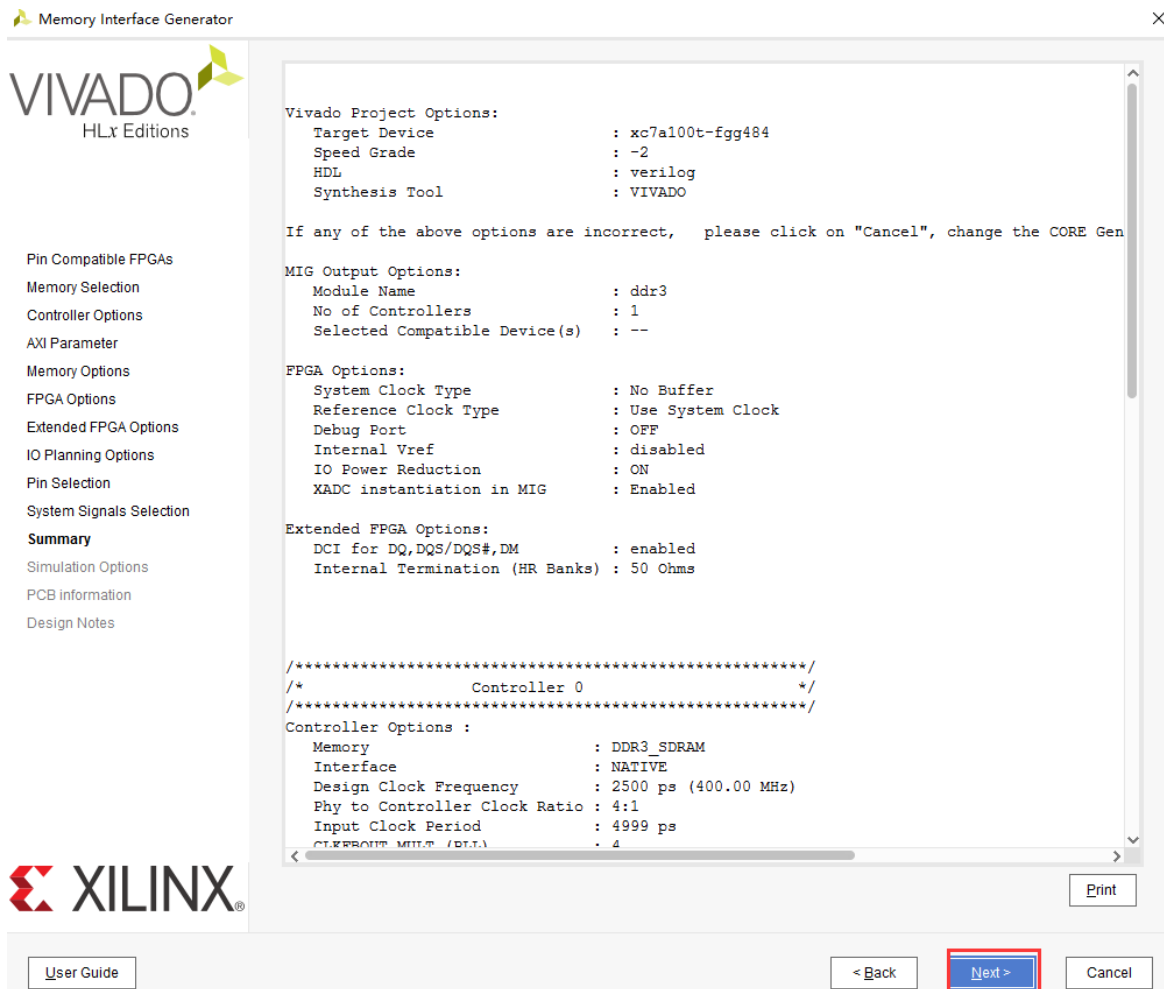 Memory Interface Generator
VIVADO.
HLx Editions
Pin Compatible FPGAs
Memory Selection
Controller Options
AXI Parameter
Memory Options
FPGA Options
Extended FPGA Options
IO Planning Options
Pin Selection
System Signals Selection
Summary
Simulation Options
PCB information
Design Notes
Vivado Project Options:
Target Device : xc7a100t-fgg484
Speed Grade : -2
HDL : verilog
Synthesis Tool : VIVADO
If any of the above options are incorrect, please click on "Cancel", change the CORE Gen
MIG Output Options:
Module Name : ddr3
No of Controllers : 1
Selected Compatible Device(s) : --
FPGA Options:
System Clock Type : No Buffer
Reference Clock Type : Use System Clock
Debug Port : OFF
Internal Vref : disabled
IO Power Reduction : ON
XADC instantiation in MIG : Enabled
Extended FPGA Options:
DCI for DQ,DQS/DQS#,DM : enabled
Internal Termination (HR Banks) : 50 Ohms
/*******************************************************/
/* Controller 0 */
/*******************************************************/
Controller Options :
Memory : DDR3_SDRAM
Interface : NATIVE
Design Clock Frequency : 2500 ps (400.00 MHz)
Phy to Controller Clock Ratio : 4:1
Input Clock Period : 4999 ps
CLKFBOUT_MULT (PLL) : 4
Print
XILINX®
User Guide
< Back
Next >
Cancel